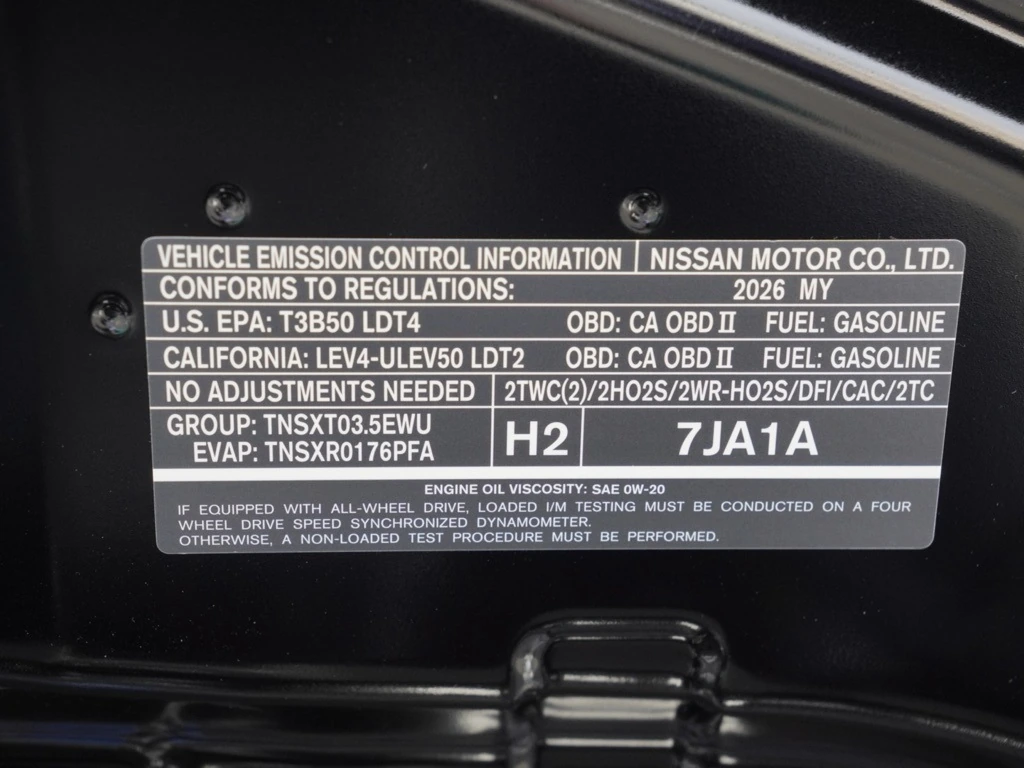 VEHICLE EMISSION CONTROL INFORMATION NISSAN MOTOR CO., LTD.
CONFORMS TO REGULATIONS: 2026 MY
U.S. EPA: T3B50 LDT4 OBD: CA OBD II FUEL: GASOLINE
CALIFORNIA: LEV4-ULEV50 LDT2 OBD: CA OBD II FUEL: GASOLINE
NO ADJUSTMENTS NEEDED 2TWC(2)/2HO2S/2WR-HO2S/DFI/CAC/2TC
GROUP: TNSXT03.5EWU
EVAP: TNSXR0176PFA
H2 7JA1A
ENGINE OIL VISCOSITY: SAE 0W-20
IF EQUIPPED WITH ALL-WHEEL DRIVE, LOADED I/M TESTING MUST BE CONDUCTED ON A FOUR
WHEEL DRIVE SPEED SYNCHRONIZED DYNAMOMETER.
OTHERWISE, A NON-LOADED TEST PROCEDURE MUST BE PERFORMED.